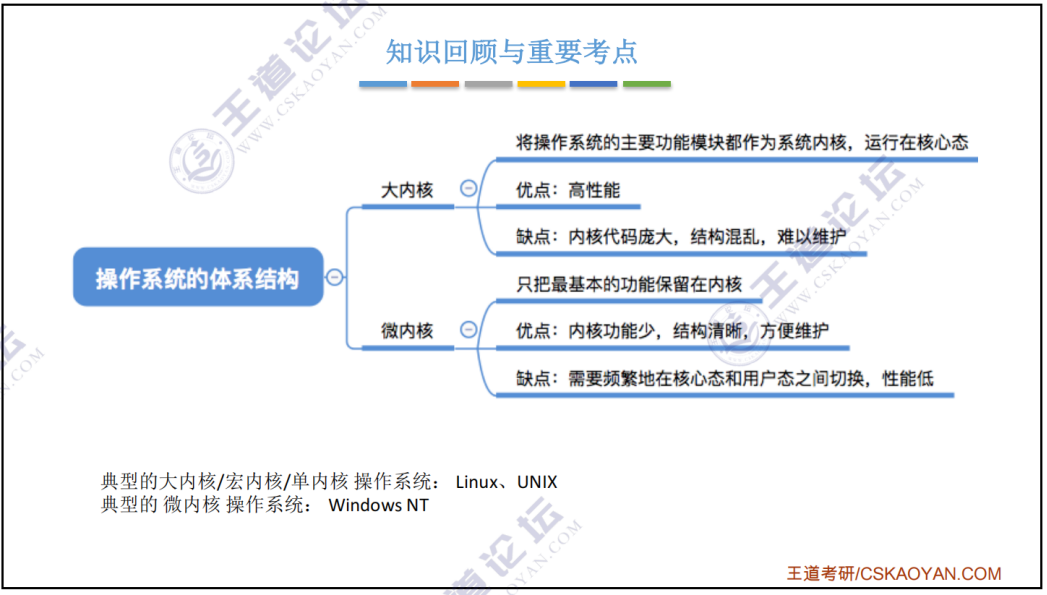 知识回顾与重要考点
将操作系统的主要功能模块都作为系统内核，运行在核心态
大内核
优点：高性能
缺点：内核代码庞大，结构混乱，难以维护
操作系统的体系结构
只把最基本的功能保留在内核
微内核
优点：内核功能少，结构清晰，方便维护
缺点：需要频繁地在核心态和用户态之间切换，性能低
典型的大内核/宏内核/单内核 操作系统： Linux、UNIX
典型的 微内核 操作系统： Windows NT
王道考研/CSKAOYAN.COM
王道论坛
WWW.CSKAOYAN.COM
王道论坛
WWW.CSKAOYAN.COM